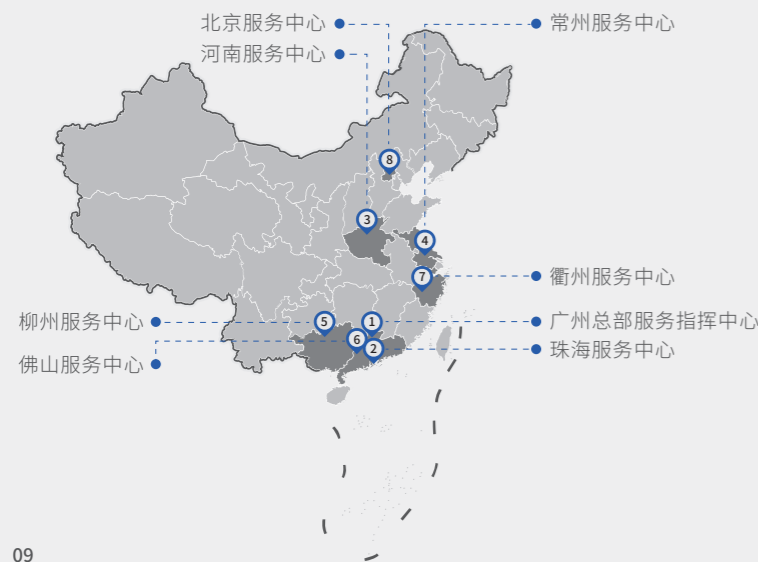 北京服务中心
常州服务中心
河南服务中心
8
3
4
7
衢州服务中心
柳州服务中心
5
1
广州总部服务指挥中心
6
2
珠海服务中心
佛山服务中心
09